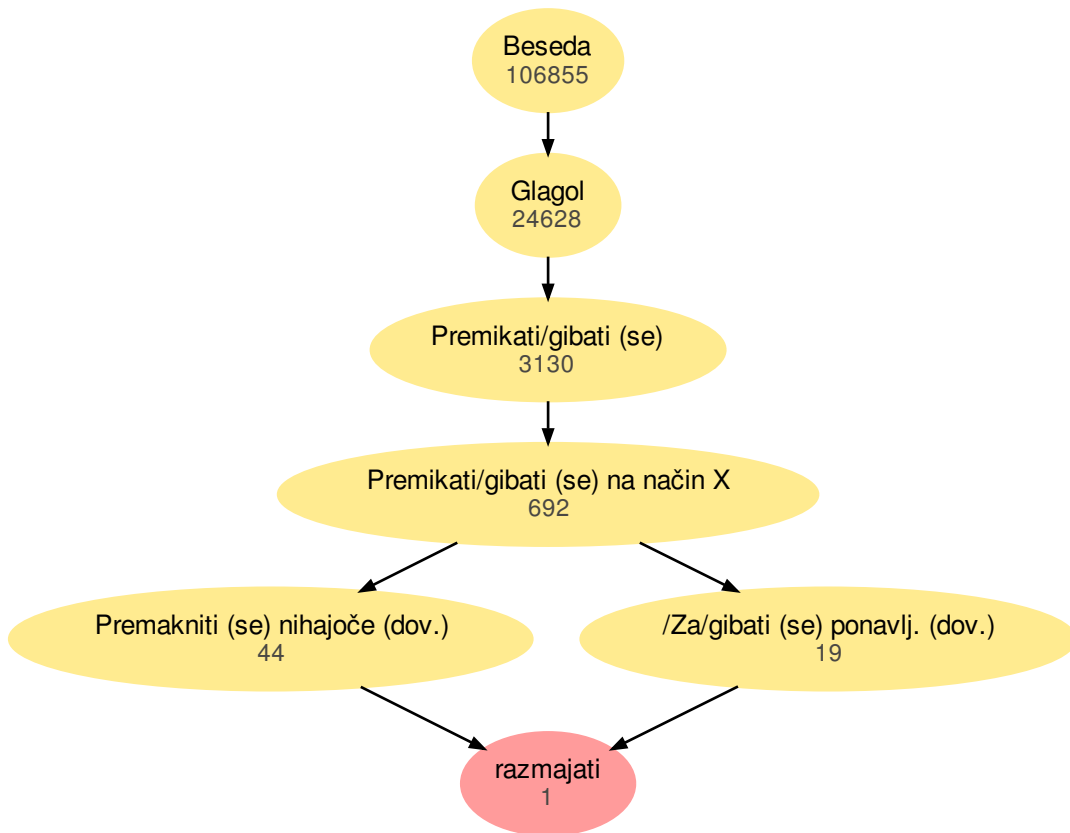 Beseda
106855
Glagol
24628
Premikati/gibati (se)
3130
Premikati/gibati (se) na način X
692
Premakniti (se) nihajoče (dov.)
44
/Za/gibati (se) ponavlj. (dov.)
19
razmajati
1